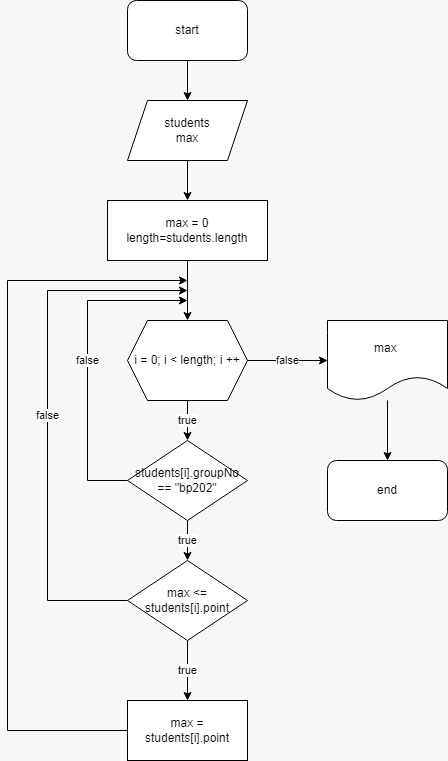 start
students
max
max = 0
length=students.length
i = 0; i < length; i ++
false
max
false
true
students[i].groupNo
== "bp202"
end
false
true
max <=
students[i].point
true
max =
students[i].point